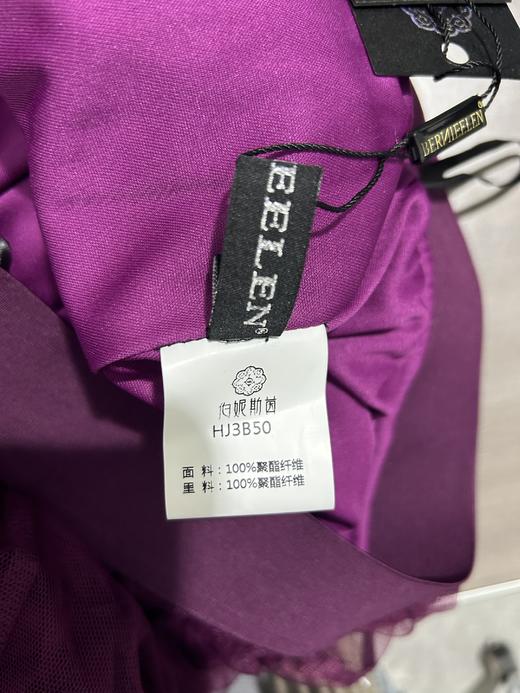 BERNIEELEN®
EELEN®
伯妮斯茵
HJ3B50
面 料：100%聚酯纤维
里 料：100%聚酯纤维